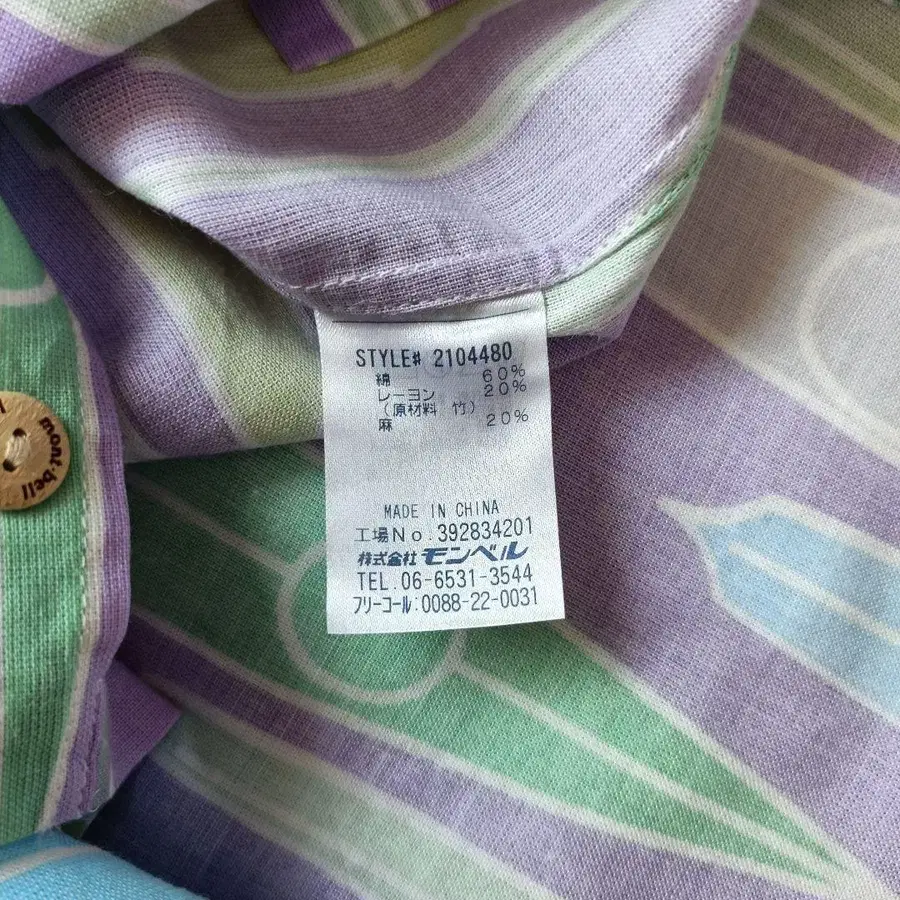 STYLE# 2104480
綿 60%
レーヨン 20%
(原材料 竹)
麻 20%
MADE IN CHINA
工場No.392834201
株式会社 モンベル
TEL.06-6531-3544
フリーコール:0088-22-0031
mont-bell